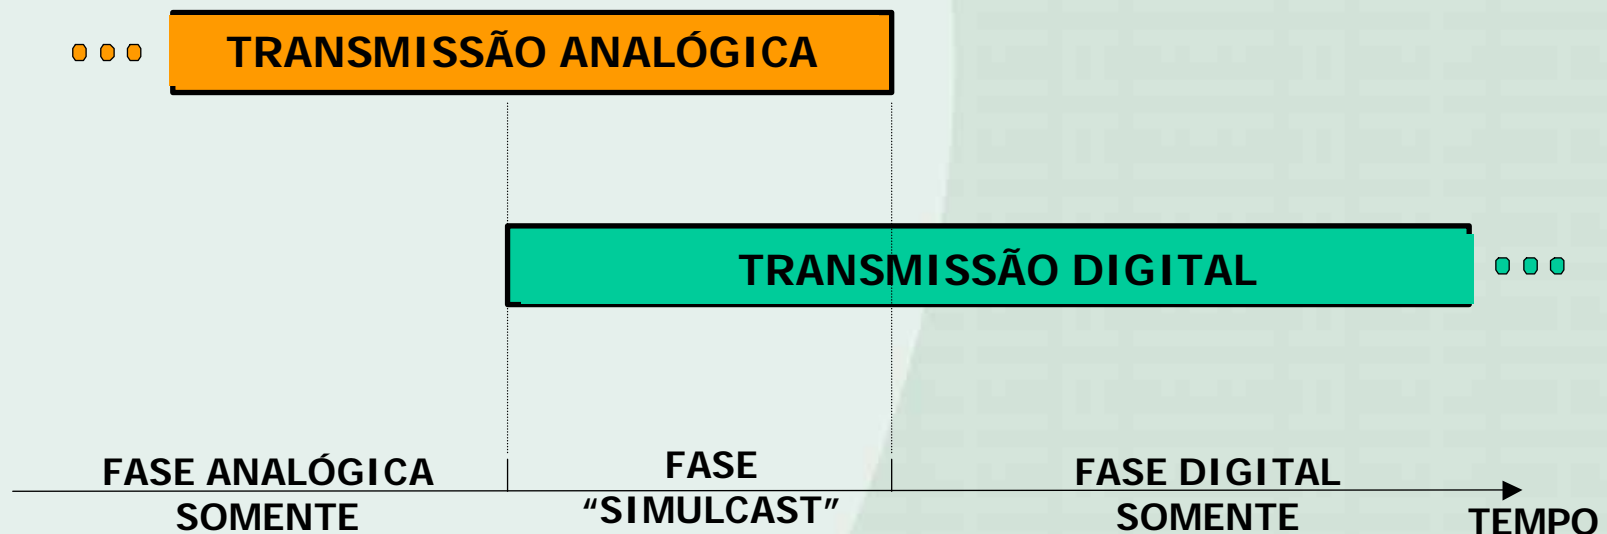 TRANSMISSÃO ANALÓGICA
TRANSMISSÃO DIGITAL
FASE ANALÓGICA
SOMENTE
FASE
“SIMULCAST”
FASE DIGITAL
SOMENTE
TEMPO